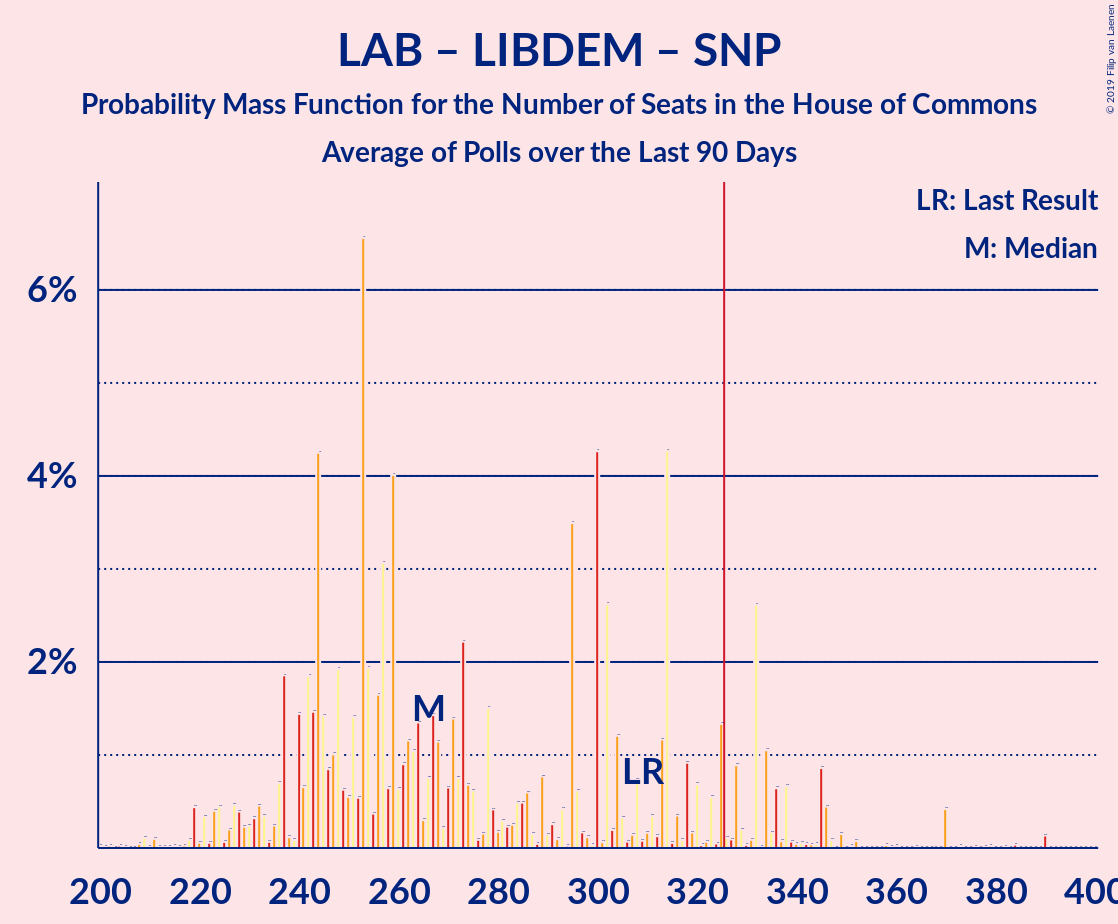 LAB – LIBDEM – SNP
Probability Mass Function for the Number of Seats in the House of Commons
Average of Polls over the Last 90 Days
© 2019 Filip van Laenen
LR: Last Result
M: Median
6%
4%
2%
M
LR
200 220 240 260 280 300 320 340 360 380 400